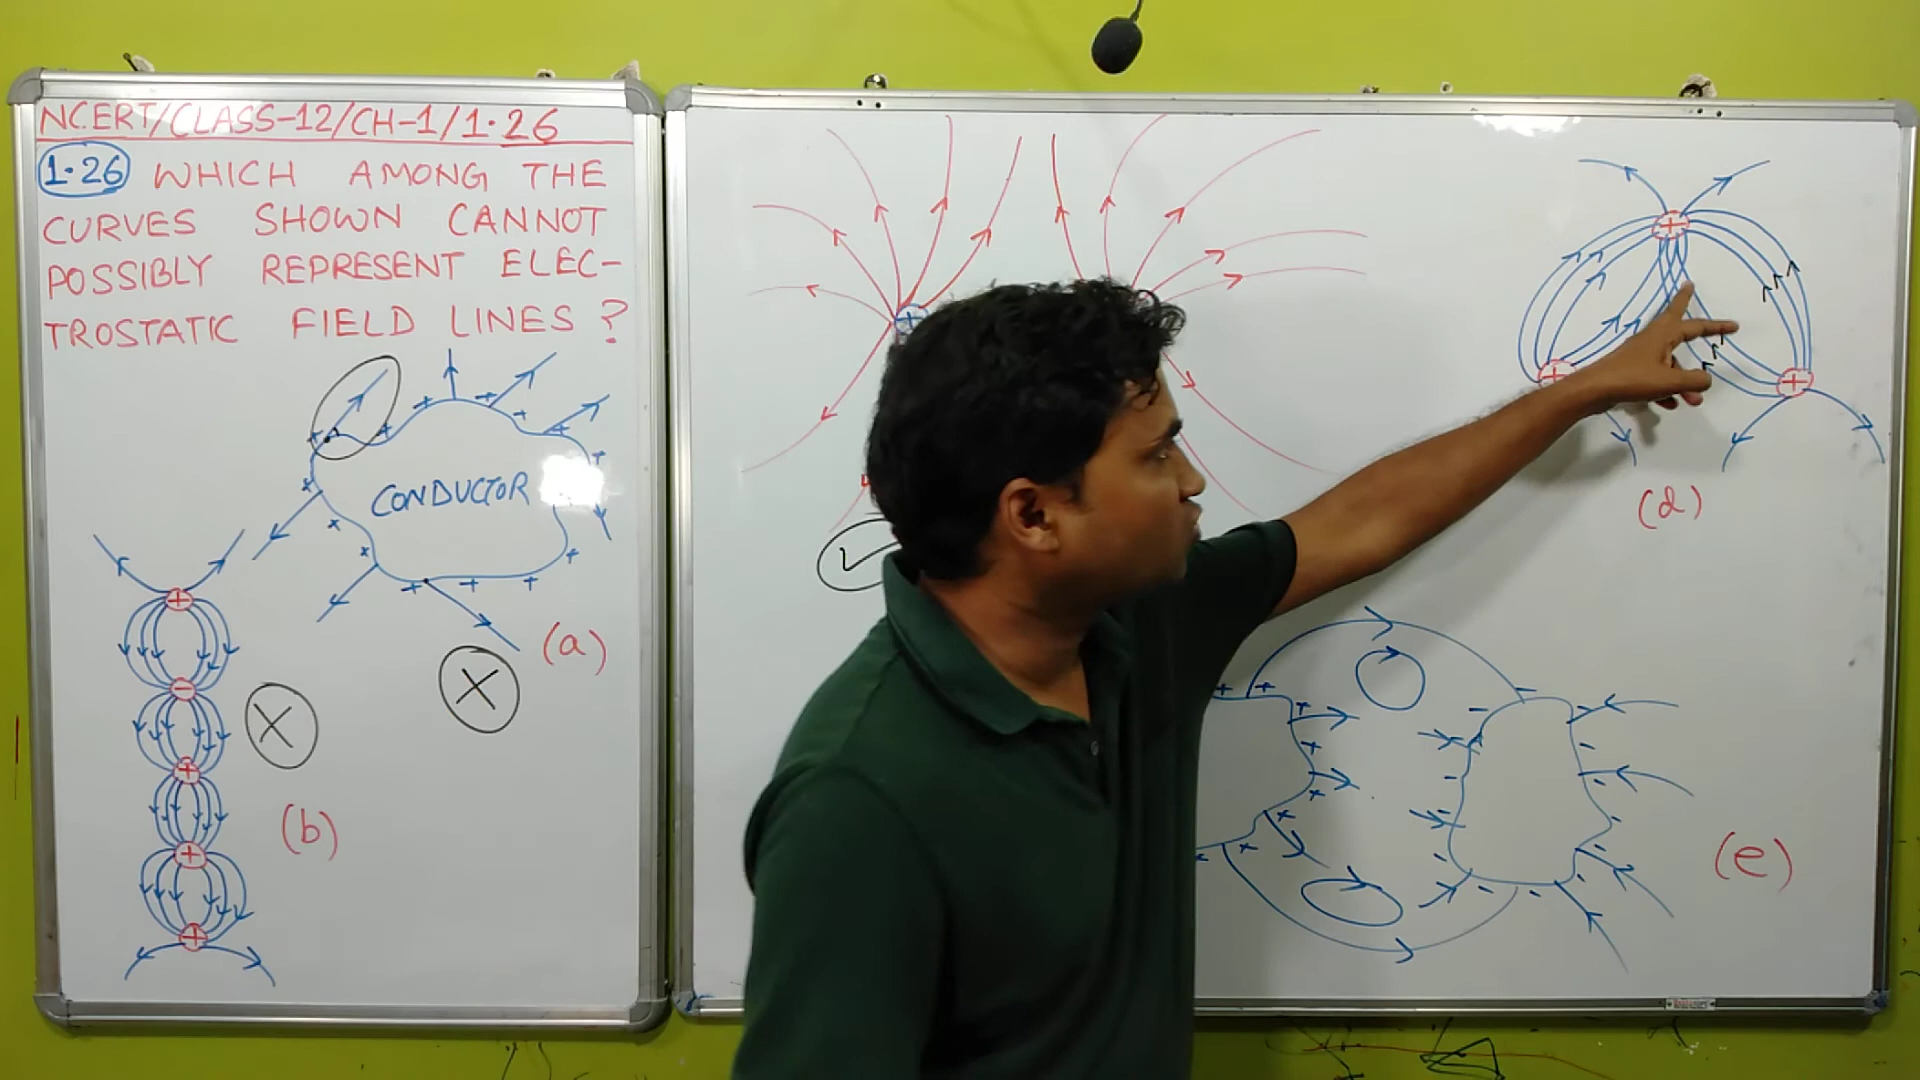 NCERT/CLASS-12/CH-1/1.26
1.26 WHICH AMONG THE
CURVES SHOWN CANNOT
POSSIBLY REPRESENT ELEC-
TROSTATIC FIELD LINES ?
CONDUCTOR
(a)
(b)
(d)
(e)